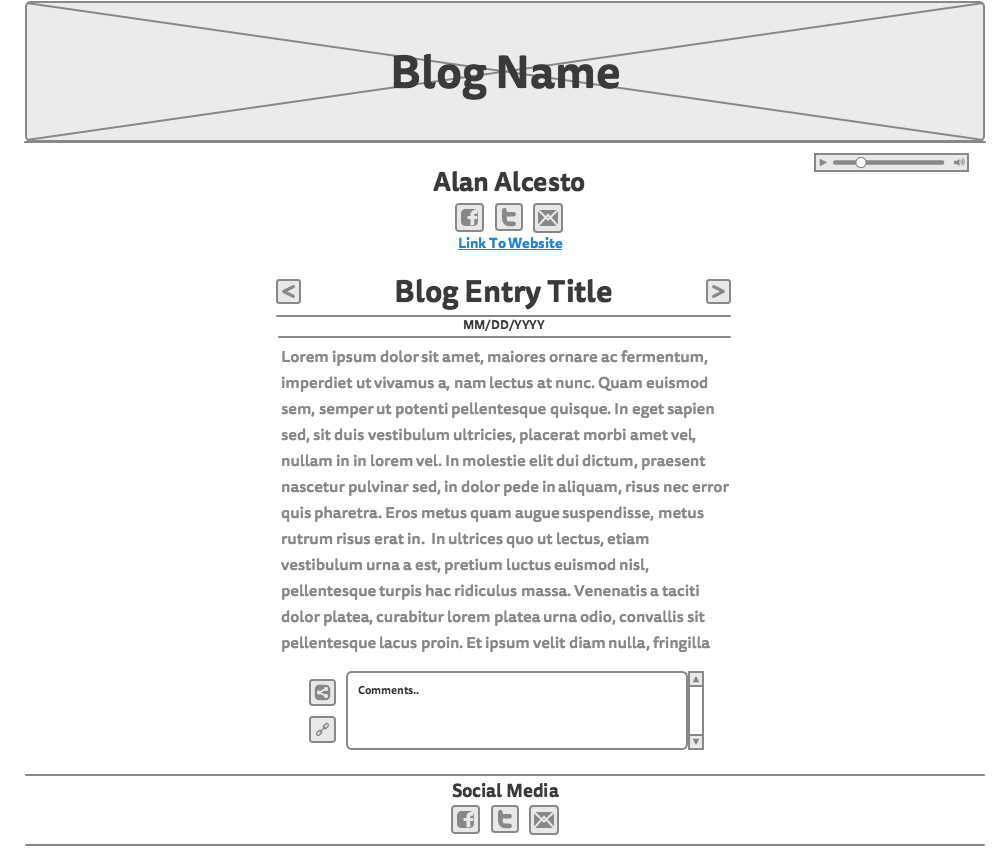 Blog Name
Alan Alcesto
Link To Website
Blog Entry Title
MM/DD/YYYY
Lorem ipsum dolor sit amet, maiores ornare ac fermentum,
imperdiet ut vivamus a, nam lectus at nunc. Quam euismod
sem, semper ut potenti pellentesque quisque. In eget sapien
sed, sit duis vestibulum ultricies, placerat morbi amet vel,
nullam in in lorem vel. In molestie elit dui dictum, praesent
nascetur pulvinar sed, in dolor pede in aliquam, risus nec error
quis pharetra. Eros metus quam augue suspendisse, metus
rutrum risus erat in. In ultrices quo ut lectus, etiam
vestibulum urna a est, pretium luctus euismod nisl,
pellentesque turpis hac ridiculus massa. Venenatis a taciti
dolor platea, curabitur lorem platea urna odio, convallis sit
pellentesque lacus proin. Et ipsum velit diam nulla, fringilla
Comments..
Social Media